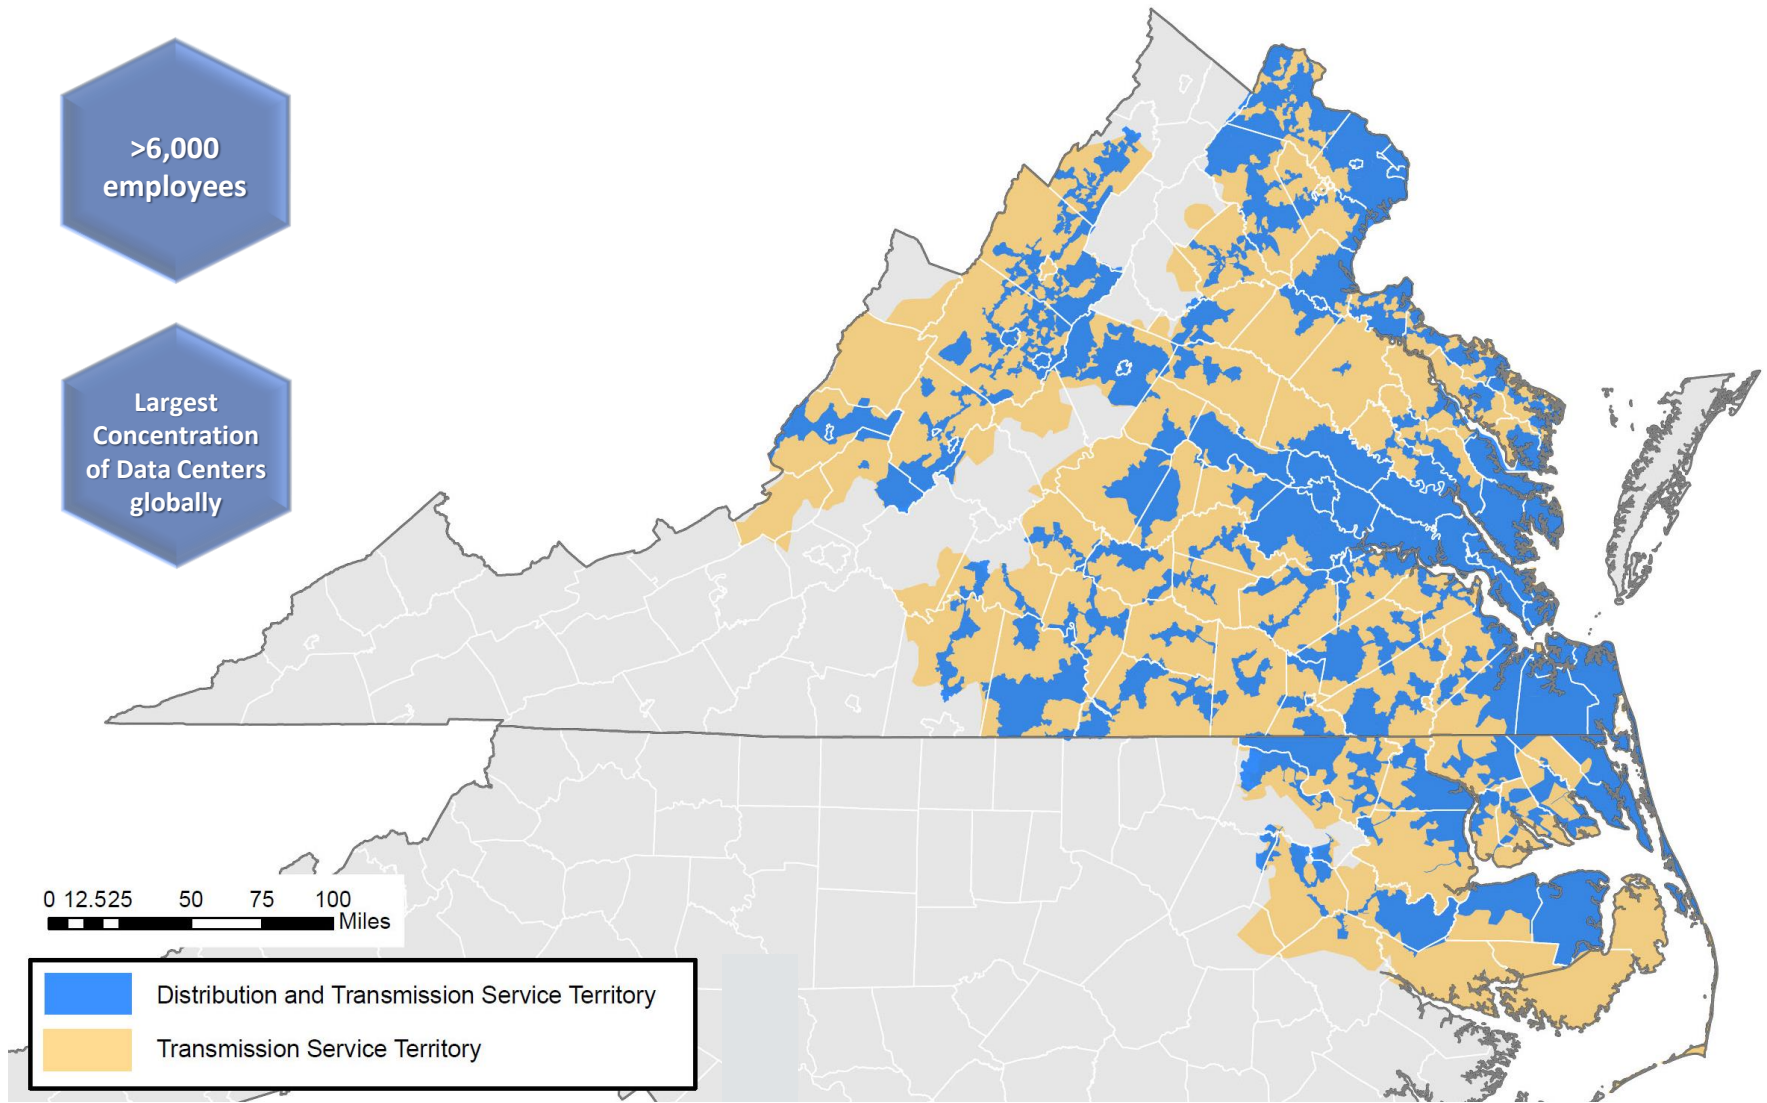 >6,000
employees
Largest
Concentration
of Data Centers
globally
0 12.525 50 75 100
Miles
Distribution and Transmission Service Territory
Transmission Service Territory